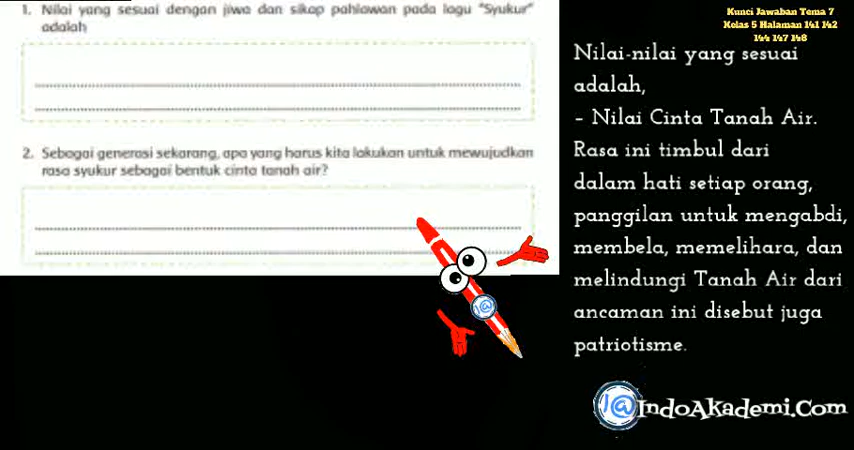 1. Nilai yang sesuai dengan jiwa dan sikap pahlawan pada lagu "Syukur"
adalah
2. Sebagai generasi sekarang, apa yang harus kita lakukan untuk mewujudkan
rasa syukur sebagai bentuk cinta tanah air?
Kunci Jawaban Tema 7
Kelas 5 Halaman 141 142
144 147 148
Nilai-nilai yang sesuai
adalah,
- Nilai Cinta Tanah Air.
Rasa ini timbul dari
dalam hati setiap orang,
panggilan untuk mengabdi,
membela, memelihara, dan
melindungi Tanah Air dari
ancaman ini disebut juga
patriotisme.
IndoAkademi.Com